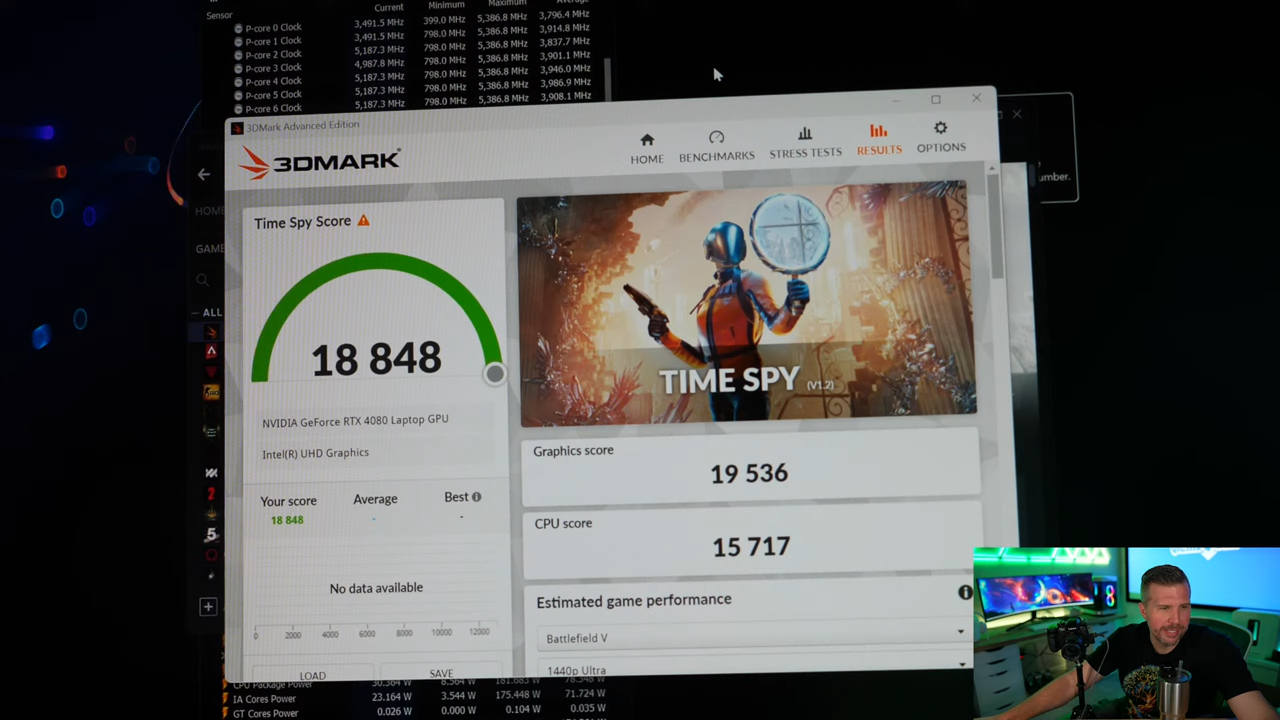 Sensor Current Minimum Maximum Average
P-core 0 Clock 3,491.5 MHz 399.0 MHz 5,386.8 MHz 3,796.4 MHz
P-core 1 Clock 3,491.5 MHz 798.0 MHz 5,386.8 MHz 3,914.8 MHz
P-core 2 Clock 5,187.3 MHz 798.0 MHz 5,386.8 MHz 3,837.7 MHz
P-core 3 Clock 4,987.8 MHz 798.0 MHz 5,386.8 MHz 3,901.1 MHz
P-core 4 Clock 5,187.3 MHz 798.0 MHz 5,386.8 MHz 3,946.0 MHz
P-core 5 Clock 5,187.3 MHz 798.0 MHz 5,386.8 MHz 3,986.9 MHz
P-core 6 Clock 5,187.3 MHz 798.0 MHz 5,386.8 MHz 3,908.1 MHz
3DMark Advanced Edition
3DMARK
HOME BENCHMARKS STRESS TESTS RESULTS OPTIONS
umber.
HOME
GAME
ALL
Time Spy Score
18 848
NVIDIA GeForce RTX 4080 Laptop GPU
Intel(R) UHD Graphics
Your score Average Best
18 848 - -
No data available
0 2000 4000 6000 8000 10000 12000
LOAD SAVE
TIME SPY (V1.2)
Graphics score
19 536
CPU score
15 717
Estimated game performance
Battlefield V
1440p Ultra
CPU Package Power
IA Cores Power 23.164 W 3.544 W 175.448 W 71.724 W
GT Cores Power 0.026 W 0.000 W 0.104 W 0.035 W